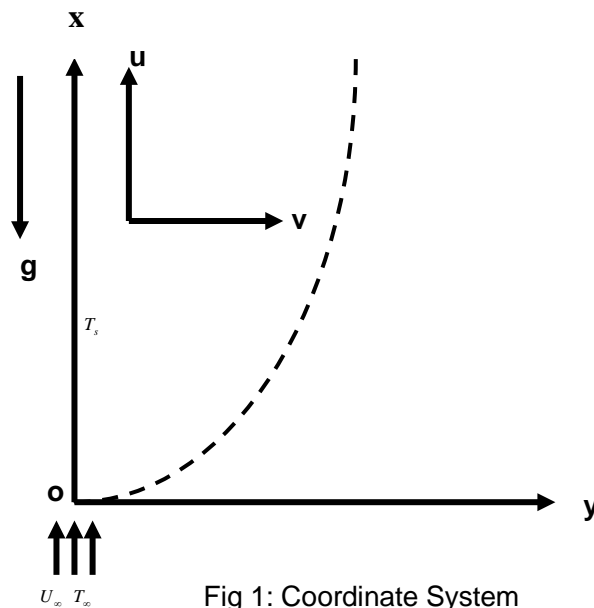 x
u
v
g
T_s
o
y
U_∞ T_∞
Fig 1: Coordinate System